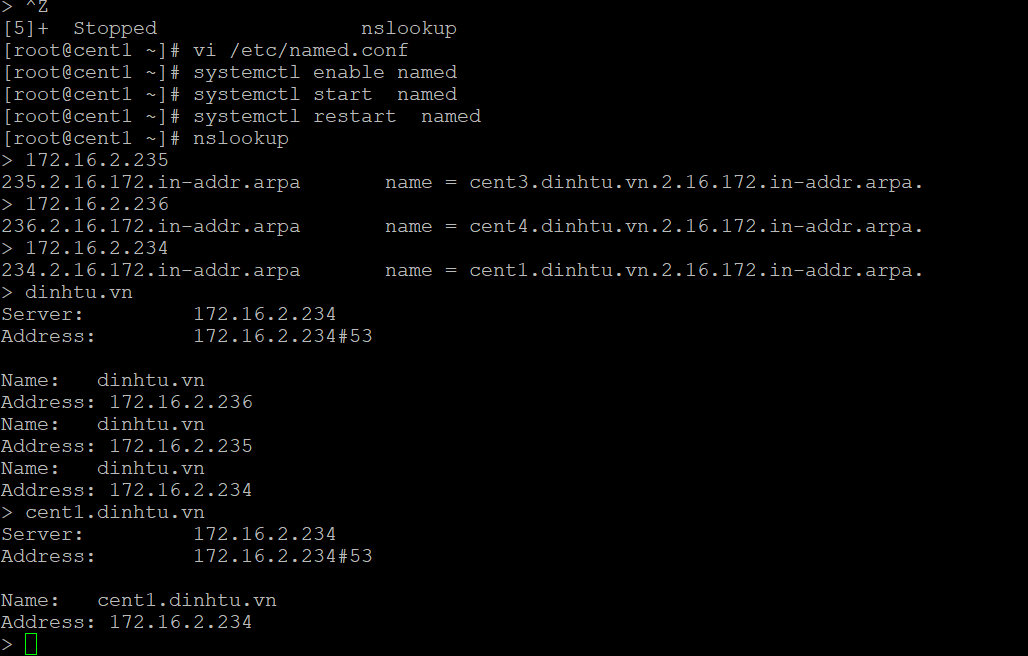 > ^Z
[5]+  Stopped                 nslookup
[root@cent1 ~]# vi /etc/named.conf
[root@cent1 ~]# systemctl enable named
[root@cent1 ~]# systemctl start  named
[root@cent1 ~]# systemctl restart  named
[root@cent1 ~]# nslookup
> 172.16.2.235
235.2.16.172.in-addr.arpa       name = cent3.dinhtu.vn.2.16.172.in-addr.arpa.
> 172.16.2.236
236.2.16.172.in-addr.arpa       name = cent4.dinhtu.vn.2.16.172.in-addr.arpa.
> 172.16.2.234
234.2.16.172.in-addr.arpa       name = cent1.dinhtu.vn.2.16.172.in-addr.arpa.
> dinhtu.vn
Server:         172.16.2.234
Address:        172.16.2.234#53

Name:   dinhtu.vn
Address: 172.16.2.236
Name:   dinhtu.vn
Address: 172.16.2.235
Name:   dinhtu.vn
Address: 172.16.2.234
> cent1.dinhtu.vn
Server:         172.16.2.234
Address:        172.16.2.234#53

Name:   cent1.dinhtu.vn
Address: 172.16.2.234
>